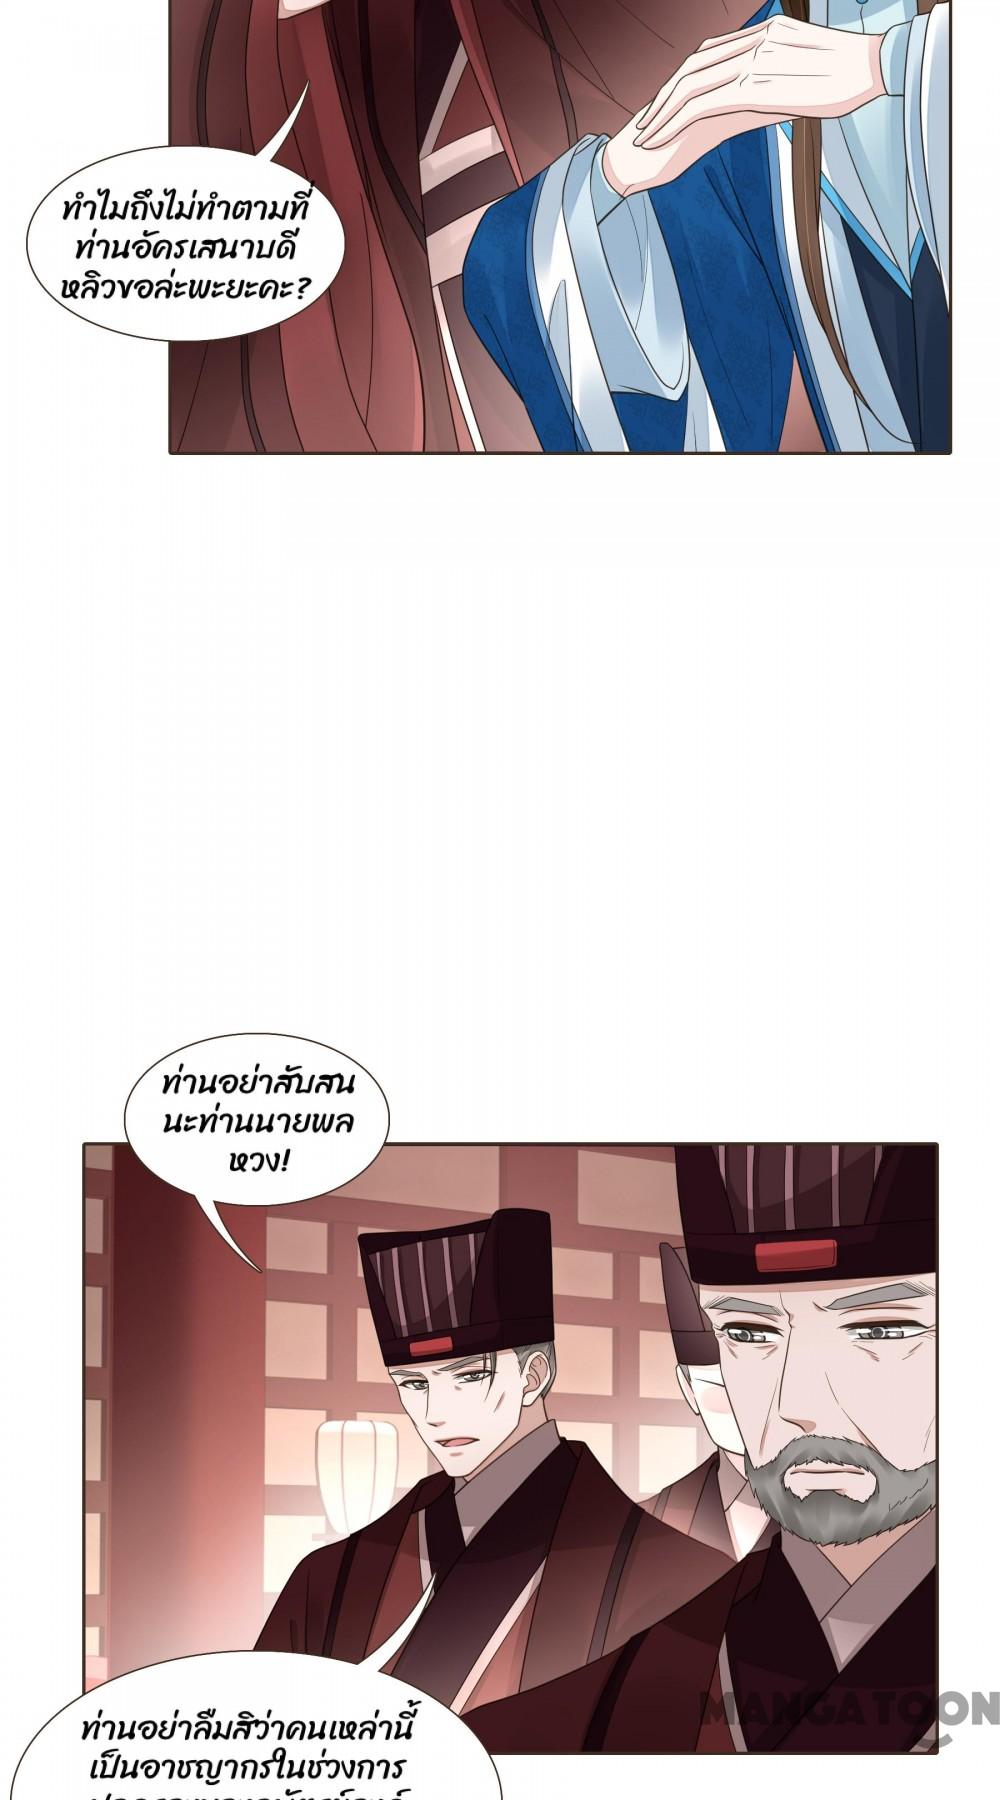 ทำไมถึงไม่ทำตามที่
ท่านอัครเสนาบดี
หลิวขอล่ะพะยะคะ?
ท่านอย่าสับสน
นะท่านนายพล
หวง!
ท่านอย่าลืมสิว่าคนเหล่านี้
เป็นอาชญากรในช่วงการ
MANGATOON